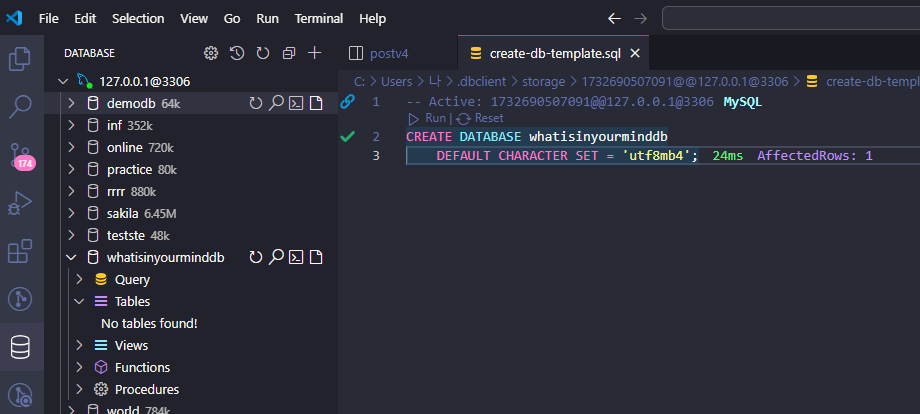 File Edit Selection View Go Run Terminal Help
DATABASE
127.0.0.1@3306
demodb 64k
inf 352k
online 720k
practice 80k
rrrr 880k
sakila 6.45M
testste 48k
whatisinyourminddb
Query
Tables
No tables found!
Views
Functions
Procedures
world 784k
174
postv4
create-db-template.sql
C: > Users > 나 > .dbclient > storage > 1732690507091@@127.0.0.1@3306 > create-db-templat
1 -- Active: 1732690507091@@127.0.0.1@3306 MySQL
Run | Reset
2 CREATE DATABASE whatisinyourminddb
3 DEFAULT CHARACTER SET = 'utf8mb4'; 24ms AffectedRows: 1